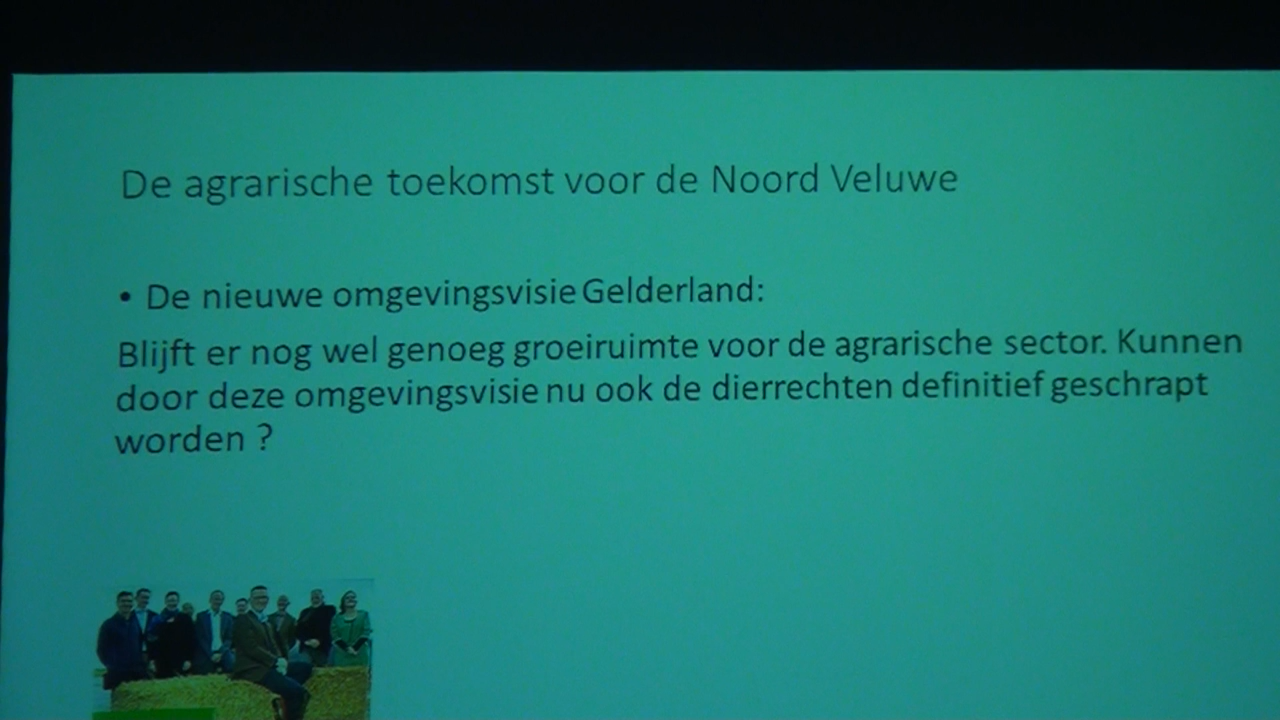 De agrarische toekomst voor de Noord Veluwe
• De nieuwe omgevingsvisie Gelderland:
Blijft er nog wel genoeg groeiruimte voor de agrarische sector. Kunnen
door deze omgevingsvisie nu ook de dierrechten definitief geschrapt
worden ?